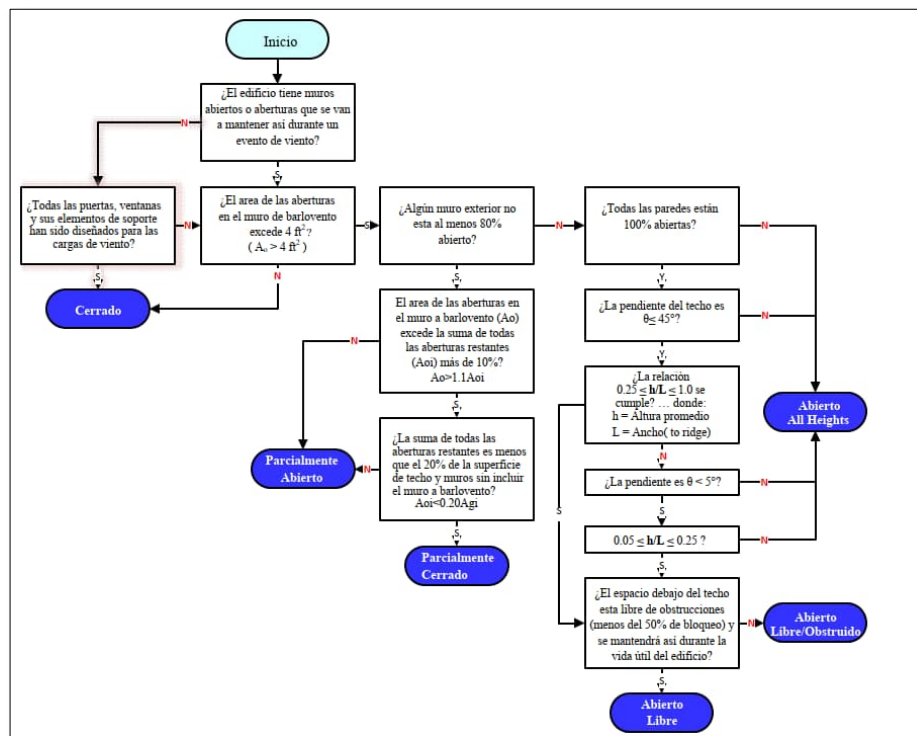 Inicio
¿El edificio tiene muros
abiertos o aberturas que se van
a mantener así durante un
evento de viento?
N
S,
¿Todas las puertas, ventanas
y sus elementos de soporte
han sido diseñados para las
cargas de viento?
N
¿El area de las aberturas
en el muro de barlovento
excede 4 ft²?
( Aₒ > 4 ft² )
S
¿Algún muro exterior no
esta al menos 80%
abierto?
N
¿Todas las paredes están
100% abiertas?
N
S,
N
S,
Y,
Cerrado
El area de las aberturas en
el muro a barlovento (Ao)
excede la suma de todas
las aberturas restantes
(Aoi) más de 10%?
Ao>1.1Aoi
N
S,
¿La pendiente del techo es
θ≤ 45°?
N
Y,
¿La relación
0.25 ≤ h/L ≤ 1.0 se
cumple? … donde:
h = Altura promedio
L = Ancho( to ridge)
S
N
Abierto
All Heights
Parcialmente
Abierto
N
¿La suma de todas las
aberturas restantes es menos
que el 20% de la superficie
de techo y muros sin incluir
el muro a barlovento?
Aoi<0.20Agi
S,
¿La pendiente es θ < 5°?
N
S,
0.05 ≤ h/L ≤ 0.25 ?
N
S,
Parcialmente
Cerrado
¿El espacio debajo del techo
esta libre de obstrucciones
(menos del 50% de bloqueo) y
se mantendrá así durante la
vida útil del edificio?
N
Abierto
Libre/Obstruido
S,
Abierto
Libre